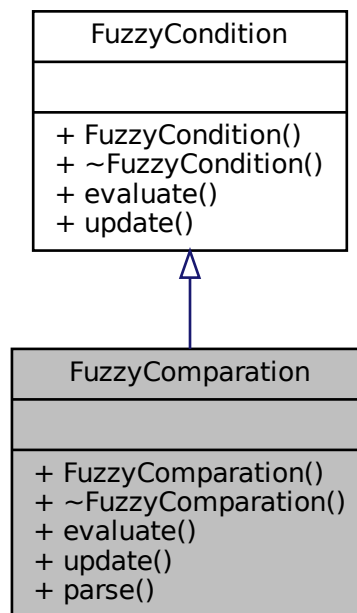 FuzzyCondition
+ FuzzyCondition()
+ ~FuzzyCondition()
+ evaluate()
+ update()
FuzzyComparation
+ FuzzyComparation()
+ ~FuzzyComparation()
+ evaluate()
+ update()
+ parse()